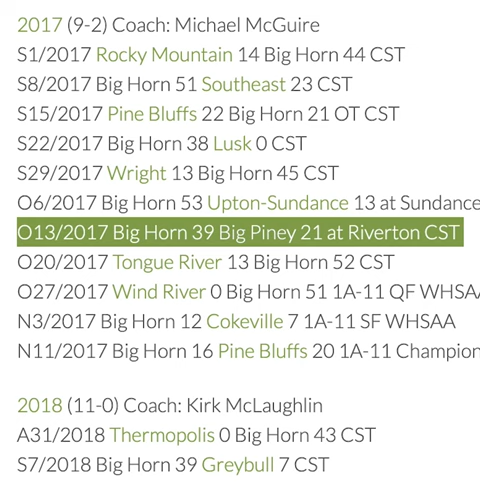 2017 (9-2) Coach: Michael McGuire
S1/2017 Rocky Mountain 14 Big Horn 44 CST
S8/2017 Big Horn 51 Southeast 23 CST
S15/2017 Pine Bluffs 22 Big Horn 21 OT CST
S22/2017 Big Horn 38 Lusk 0 CST
S29/2017 Wright 13 Big Horn 45 CST
O6/2017 Big Horn 53 Upton-Sundance 13 at Sundance
O13/2017 Big Horn 39 Big Piney 21 at Riverton CST
O20/2017 Tongue River 13 Big Horn 52 CST
O27/2017 Wind River 0 Big Horn 51 1A-11 QF WHSA
N3/2017 Big Horn 12 Cokeville 7 1A-11 SF WHSAA
N11/2017 Big Horn 16 Pine Bluffs 20 1A-11 Champion
2018 (11-0) Coach: Kirk McLaughlin
A31/2018 Thermopolis 0 Big Horn 43 CST
S7/2018 Big Horn 39 Greybull 7 CST